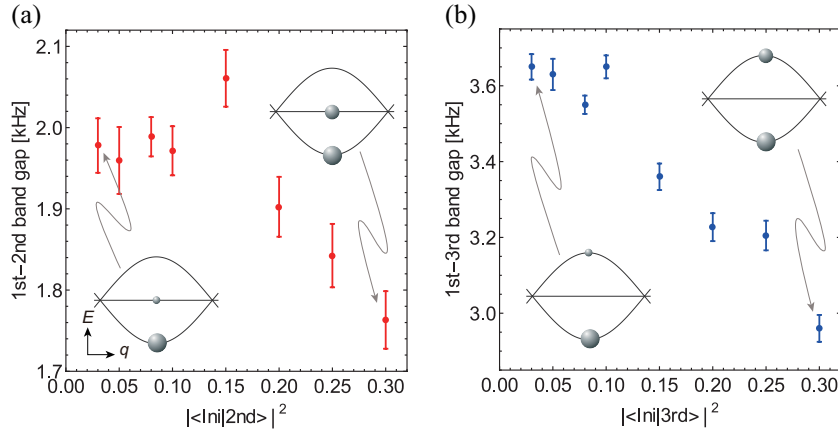 (a)
1st-2nd band gap [kHz]
2.1
2.0
1.9
1.8
1.7
E
q
0.00 0.05 0.10 0.15 0.20 0.25 0.30
|<Ini|2nd>|²
(b)
1st-3rd band gap [kHz]
3.6
3.4
3.2
3.0
0.00 0.05 0.10 0.15 0.20 0.25 0.30
|<Ini|3rd>|²